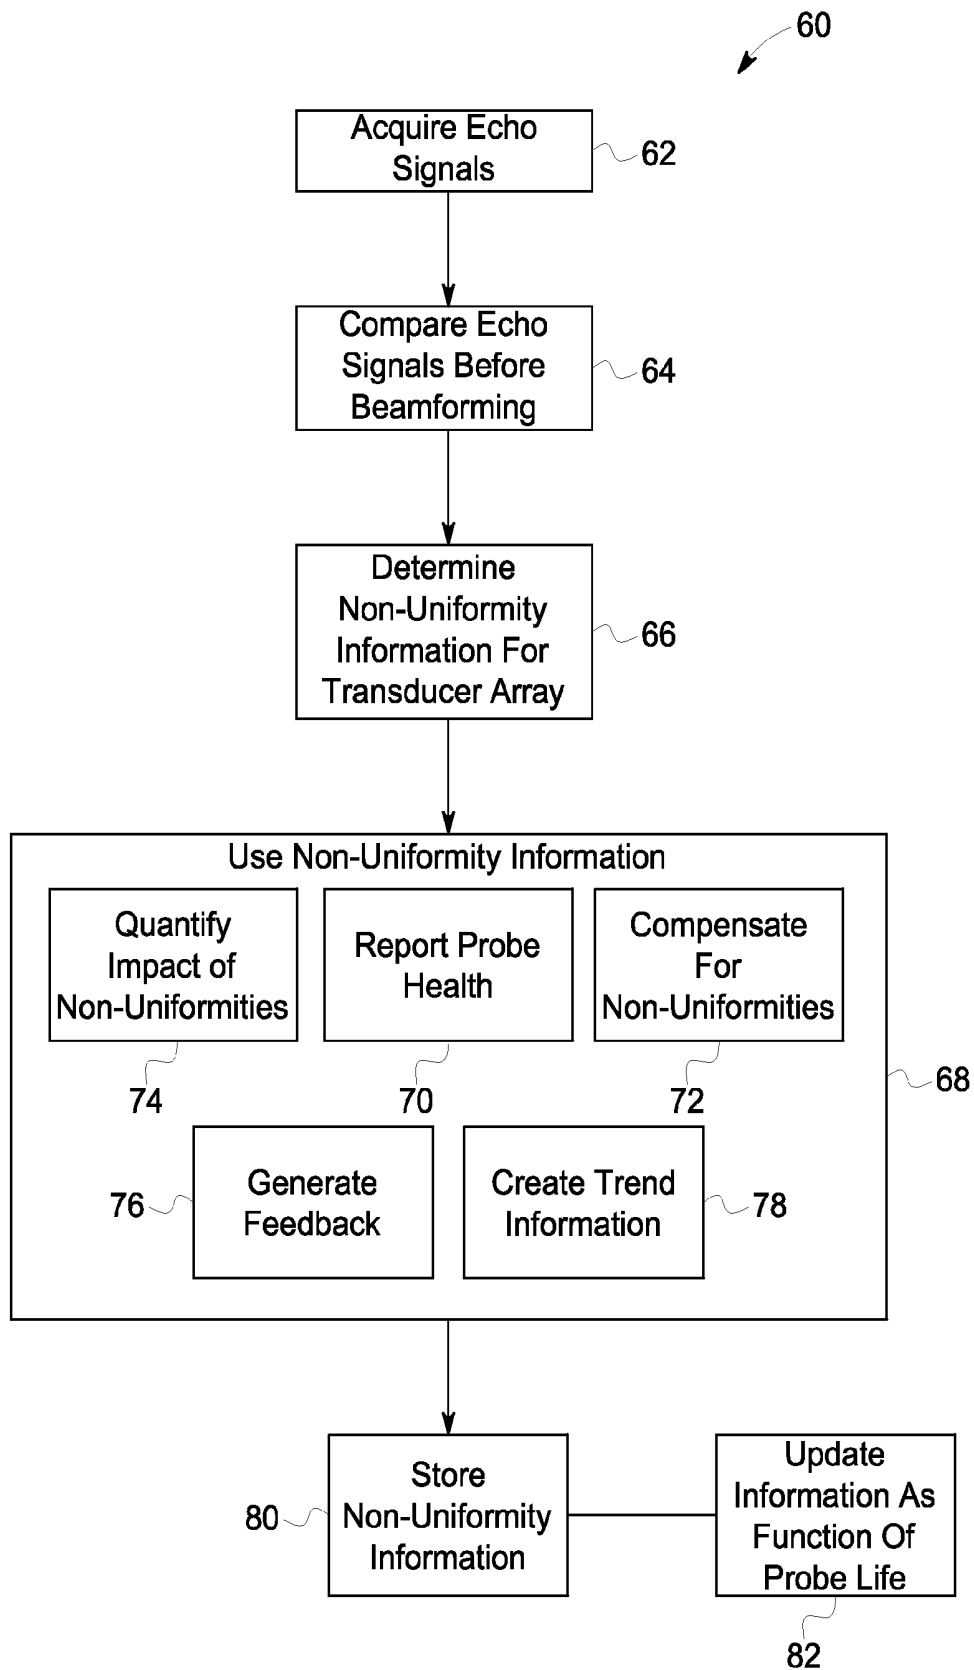 60
Acquire Echo
Signals
62
Compare Echo
Signals Before
Beamforming
64
Determine
Non-Uniformity
Information For
Transducer Array
66
Use Non-Uniformity Information
Quantify
Impact of
Non-Uniformities
74
Report Probe
Health
70
Compensate
For
Non-Uniformities
72
68
Generate
Feedback
76
Create Trend
Information
78
Store
Non-Uniformity
Information
80
Update
Information As
Function Of
Probe Life
82